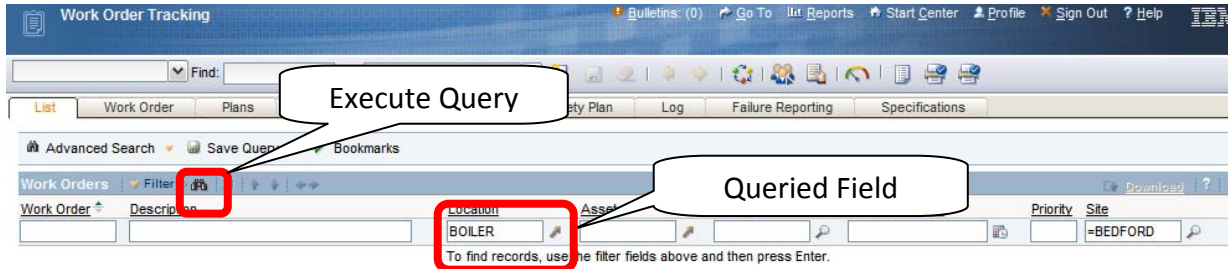 Work Order Tracking
Bulletins: (0) Go To Reports Start Center Profile Sign Out ? Help IBM
Find:
Execute Query
List Work Order Plans ety Plan Log Failure Reporting Specifications
Advanced Search Save Query Bookmarks
Queried Field
Work Orders Filter Download ?
Work Order Description Location Asset Priority Site
BOILER =BEDFORD
To find records, use the filter fields above and then press Enter.